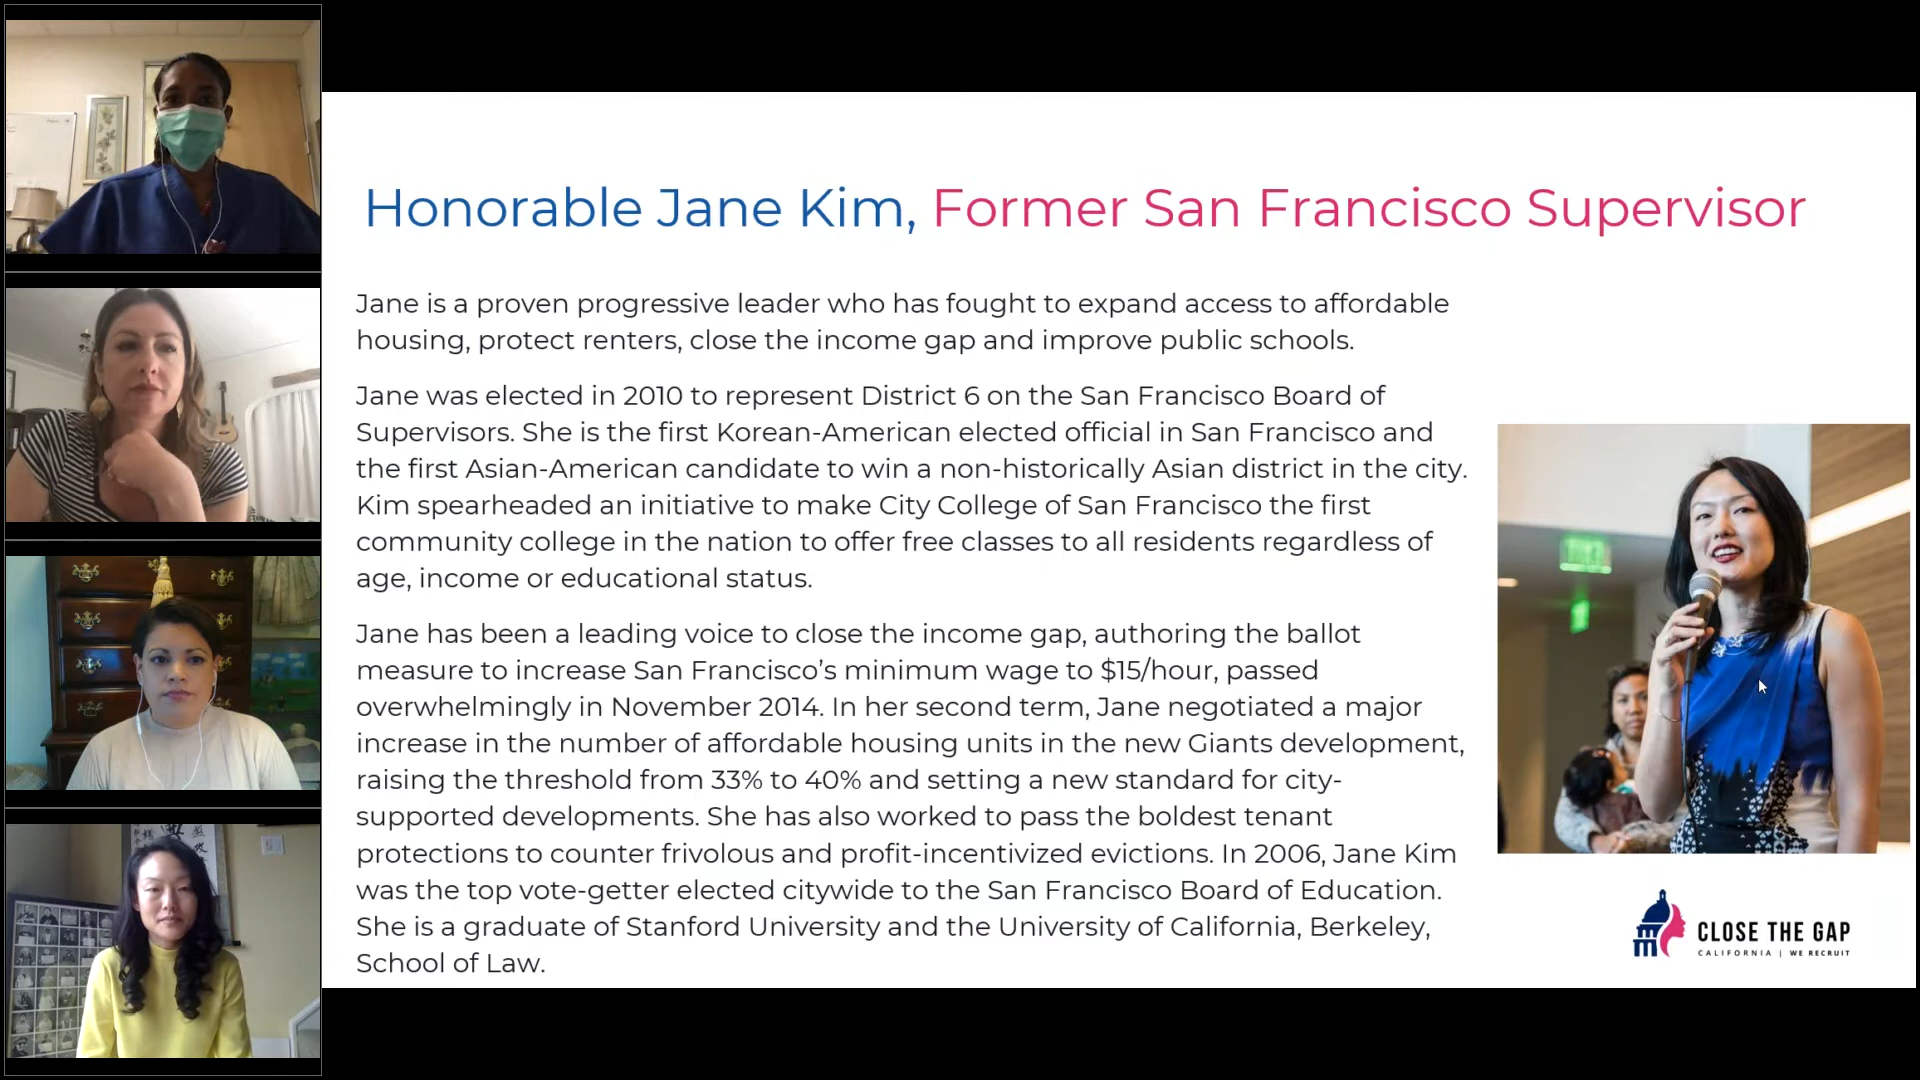 Honorable Jane Kim, Former San Francisco Supervisor
Jane is a proven progressive leader who has fought to expand access to affordable
housing, protect renters, close the income gap and improve public schools.
Jane was elected in 2010 to represent District 6 on the San Francisco Board of
Supervisors. She is the first Korean-American elected official in San Francisco and
the first Asian-American candidate to win a non-historically Asian district in the city.
Kim spearheaded an initiative to make City College of San Francisco the first
community college in the nation to offer free classes to all residents regardless of
age, income or educational status.
Jane has been a leading voice to close the income gap, authoring the ballot
measure to increase San Francisco’s minimum wage to $15/hour, passed
overwhelmingly in November 2014. In her second term, Jane negotiated a major
increase in the number of affordable housing units in the new Giants development,
raising the threshold from 33% to 40% and setting a new standard for city-
supported developments. She has also worked to pass the boldest tenant
protections to counter frivolous and profit-incentivized evictions. In 2006, Jane Kim
was the top vote-getter elected citywide to the San Francisco Board of Education.
She is a graduate of Stanford University and the University of California, Berkeley,
School of Law.
EXIT
CLOSE THE GAP
CALIFORNIA | WE RECRUIT